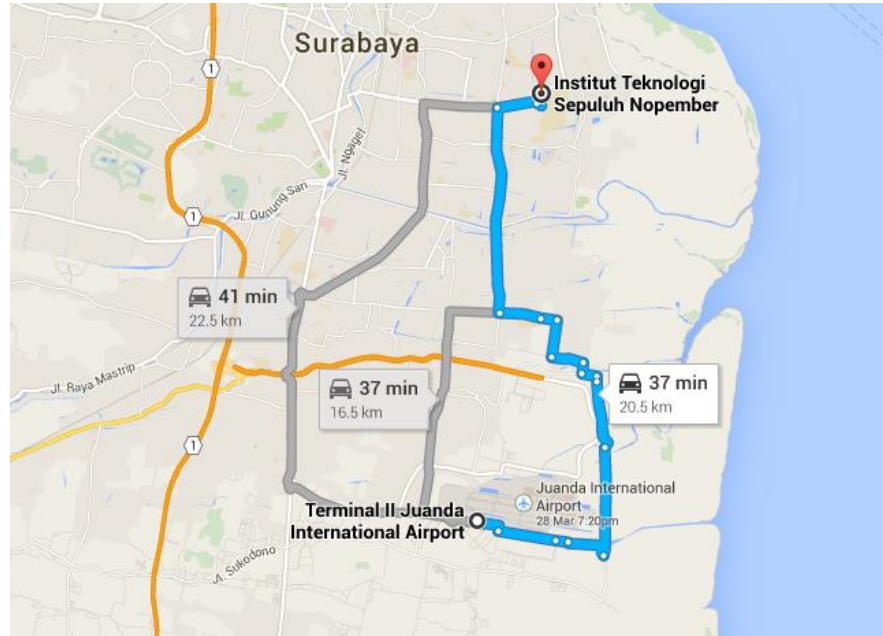 1
Surabaya
Institut Teknologi
Sepuluh Nopember
Jl. Ngagel
Jl. Gunung Sari
1
41 min
22.5 km
Jl. Raya Mastrip
37 min
16.5 km
37 min
20.5 km
1
Juanda International
Airport
28 Mar 7:20pm
Terminal II Juanda
International Airport
Jl. Sukodono